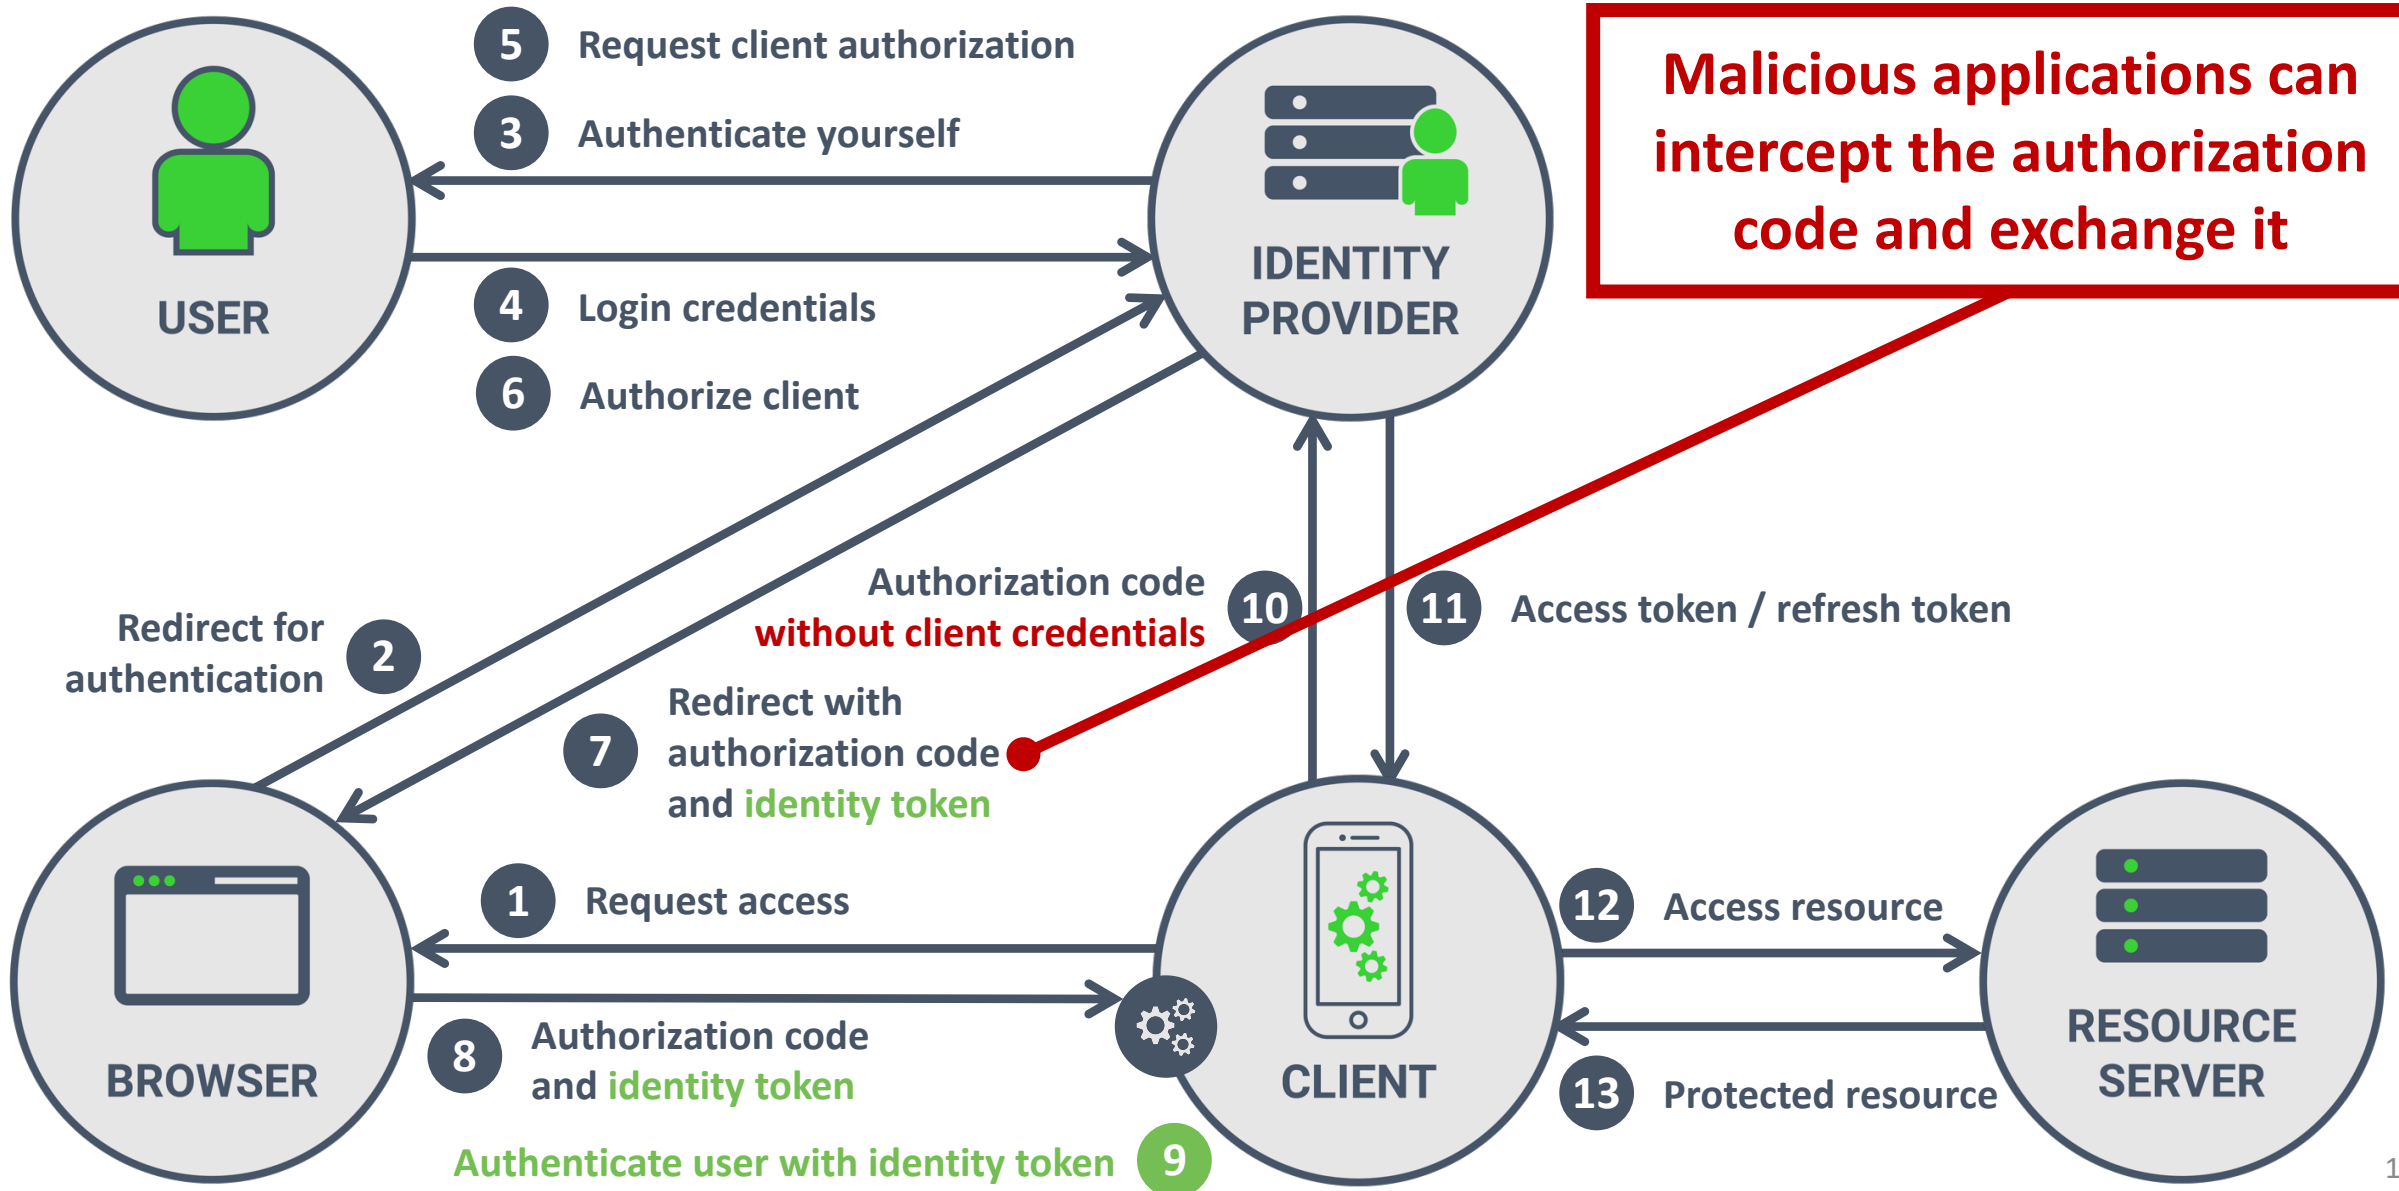 5 Request client authorization
3 Authenticate yourself
4 Login credentials
6 Authorize client
USER
IDENTITY
PROVIDER
Malicious applications can
intercept the authorization
code and exchange it
Redirect for
authentication
2
Authorization code
without client credentials
10
11 Access token / refresh token
7
Redirect with
authorization code
and identity token
1 Request access
8
Authorization code
and identity token
Authenticate user with identity token 9
BROWSER
CLIENT
12 Access resource
13 Protected resource
RESOURCE
SERVER
1